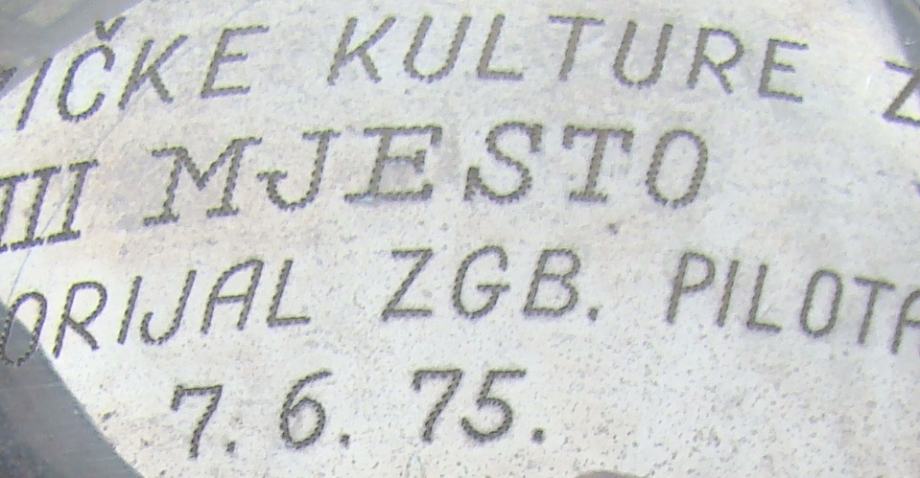 IČKE KULTURE Z
III MJESTO
ORIJAL ZGB. PILOTA
7. 6. 75.